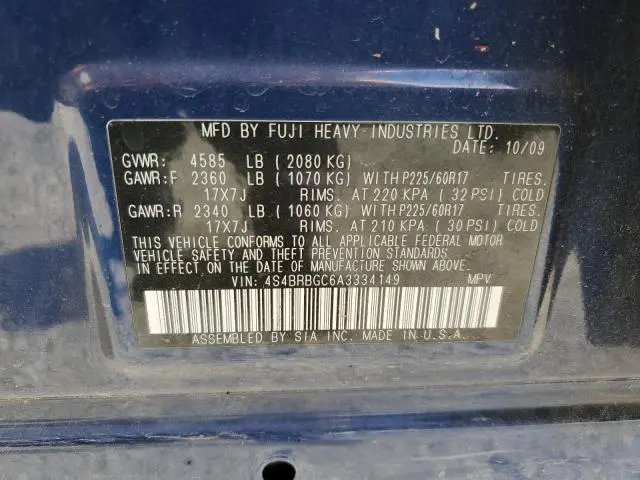 MFD BY FUJI HEAVY INDUSTRIES LTD.
DATE: 10/09
GVWR: 4585 LB ( 2080 KG)
GAWR:F 2360 LB ( 1070 KG) WITH P225/60R17 TIRES.
17X7J RIMS. AT 220 KPA ( 32 PSI) COLD
GAWR:R 2340 LB ( 1060 KG) WITH P225/60R17 TIRES.
17X7J RIMS. AT 210 KPA ( 30 PSI) COLD
THIS VEHICLE CONFORMS TO ALL APPLICABLE FEDERAL MOTOR
VEHICLE SAFETY AND THEFT PREVENTION STANDARDS
IN EFFECT ON THE DATE OF MANUFACTURE SHOWN ABOVE.
VIN: 4S4BRBGC6A3334149 MPV
ASSEMBLED BY SIA INC. MADE IN U.S.A.